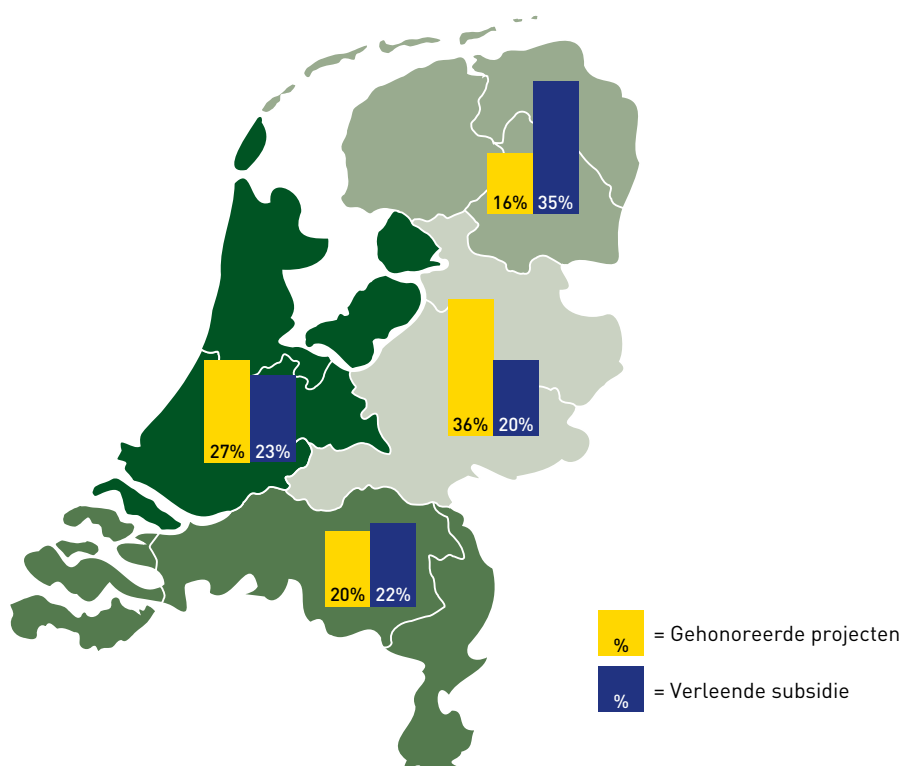 16% 35%
36% 20%
27% 23%
20% 22%
% = Gehonoreerde projecten
% = Verleende subsidie